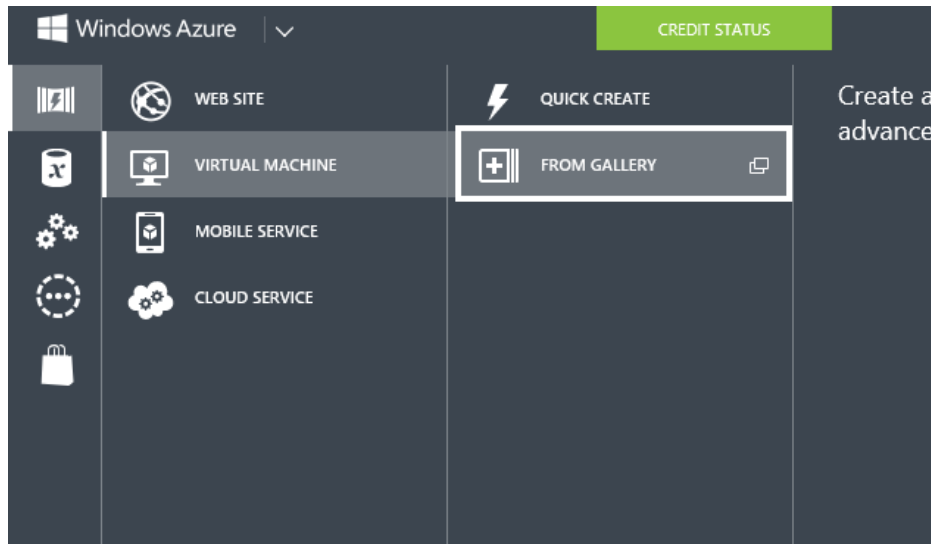 Windows Azure
CREDIT STATUS
WEB SITE
VIRTUAL MACHINE
MOBILE SERVICE
CLOUD SERVICE
QUICK CREATE
FROM GALLERY
Create a
advance